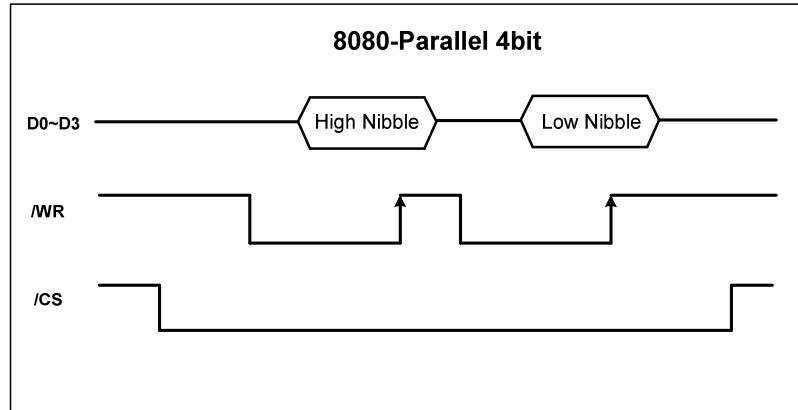 8080-Parallel 4bit
D0~D3
High Nibble
Low Nibble
/WR
/CS